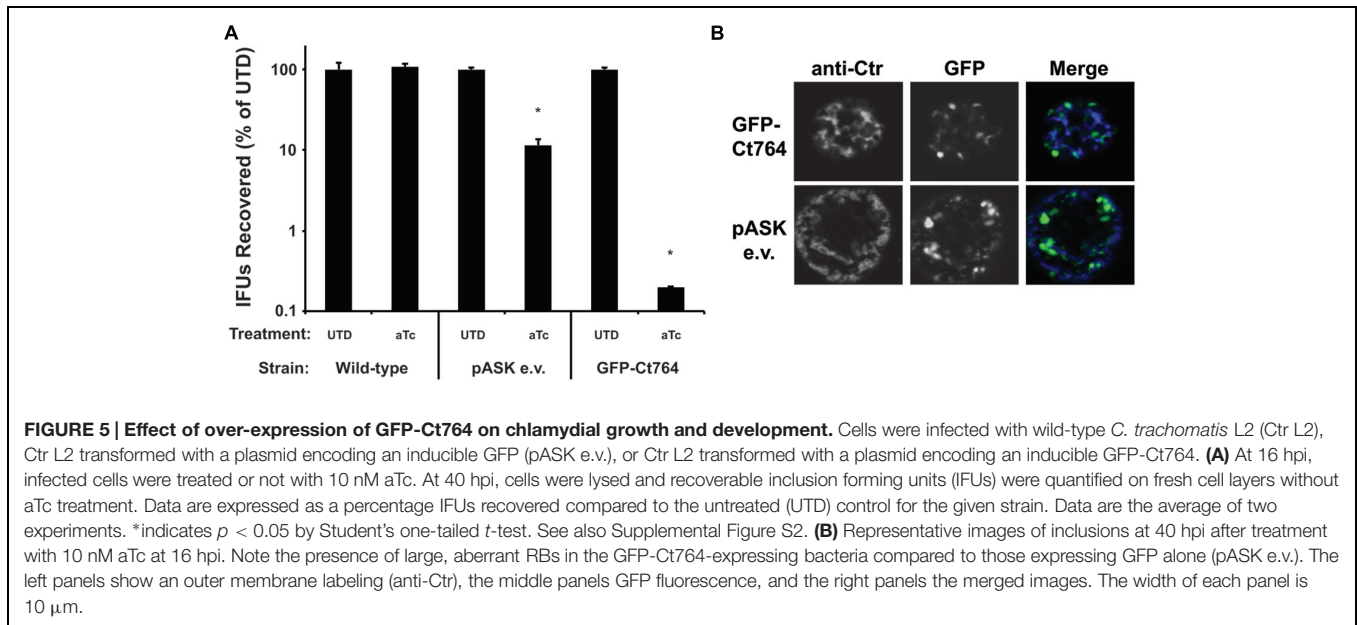 A
IFUs Recovered (% of UTD)
100
10
1
0.1
*
*
Treatment: UTD aTc UTD aTc UTD aTc
Strain: Wild-type pASK e.v. GFP-Ct764
B
anti-Ctr GFP Merge
GFP-
Ct764
pASK
e.v.
FIGURE 5 | Effect of over-expression of GFP-Ct764 on chlamydial growth and development. Cells were infected with wild-type C. trachomatis L2 (Ctr L2),
Ctr L2 transformed with a plasmid encoding an inducible GFP (pASK e.v.), or Ctr L2 transformed with a plasmid encoding an inducible GFP-Ct764. (A) At 16 hpi,
infected cells were treated or not with 10 nM aTc. At 40 hpi, cells were lysed and recoverable inclusion forming units (IFUs) were quantified on fresh cell layers without
aTc treatment. Data are expressed as a percentage IFUs recovered compared to the untreated (UTD) control for the given strain. Data are the average of two
experiments. *indicates p < 0.05 by Student's one-tailed t-test. See also Supplemental Figure S2. (B) Representative images of inclusions at 40 hpi after treatment
with 10 nM aTc at 16 hpi. Note the presence of large, aberrant RBs in the GFP-Ct764-expressing bacteria compared to those expressing GFP alone (pASK e.v.). The
left panels show an outer membrane labeling (anti-Ctr), the middle panels GFP fluorescence, and the right panels the merged images. The width of each panel is
10 μm.